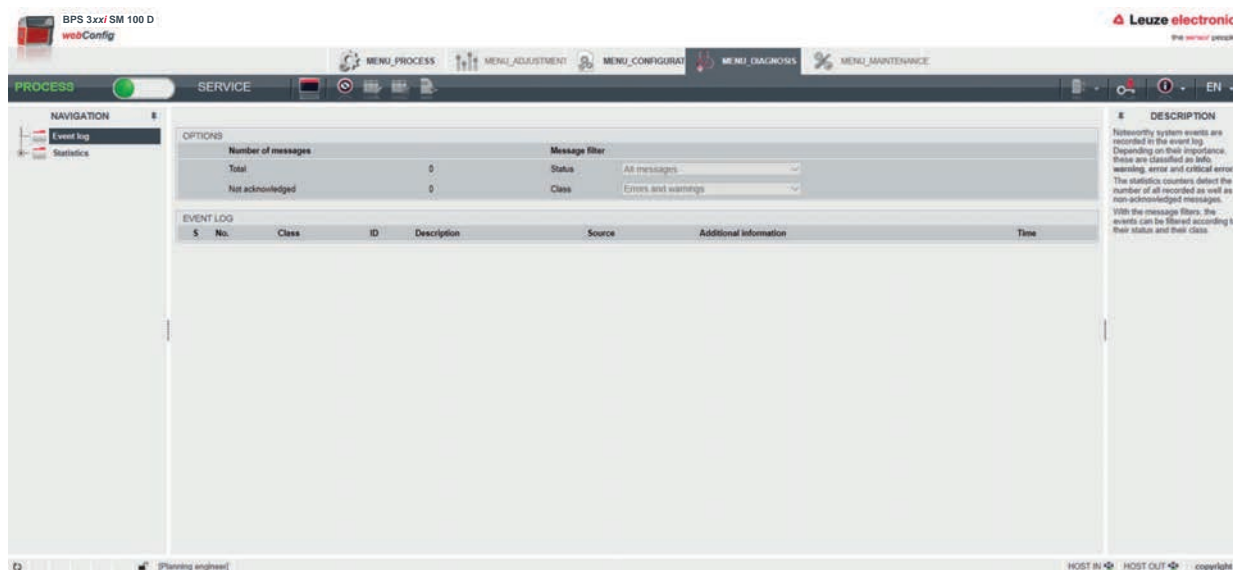 BPS 3xxi SM 100 D
webConfig
Leuze electronic
the sensor people
MENU_PROCESS
MENU_ADJUSTMENT
MENU_CONFIGURAT
MENU_DIAGNOSIS
MENU_MAINTENANCE
PROCESS
SERVICE
EN
NAVIGATION
Event log
Statistics
OPTIONS
Number of messages
Message filter
Total 0
Status All messages
Not acknowledged 0
Class Errors and warnings
EVENT LOG
S No. Class ID Description Source Additional information Time
DESCRIPTION
Noteworthy system events are
recorded in the event log.
Depending on their importance,
these are classified as info,
warning, error and critical error
The statistics counters detect the
number of all recorded as well as
non-acknowledged messages.
With the message filters, the
events can be filtered according t
their status and their class.
[Planning engineer]
HOST IN
HOST OUT
copyright